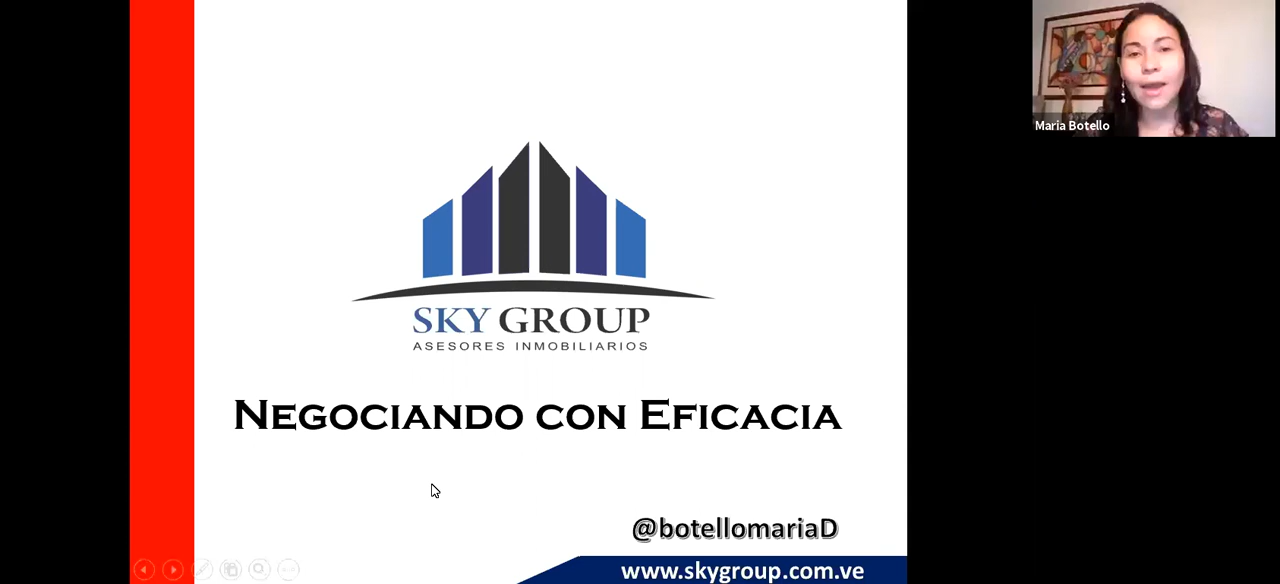 Maria Botello
SKY GROUP
ASESORES INMOBILIARIOS
NEGOCIANDO CON EFICACIA
@botellomariaD
www.skygroup.com.ve